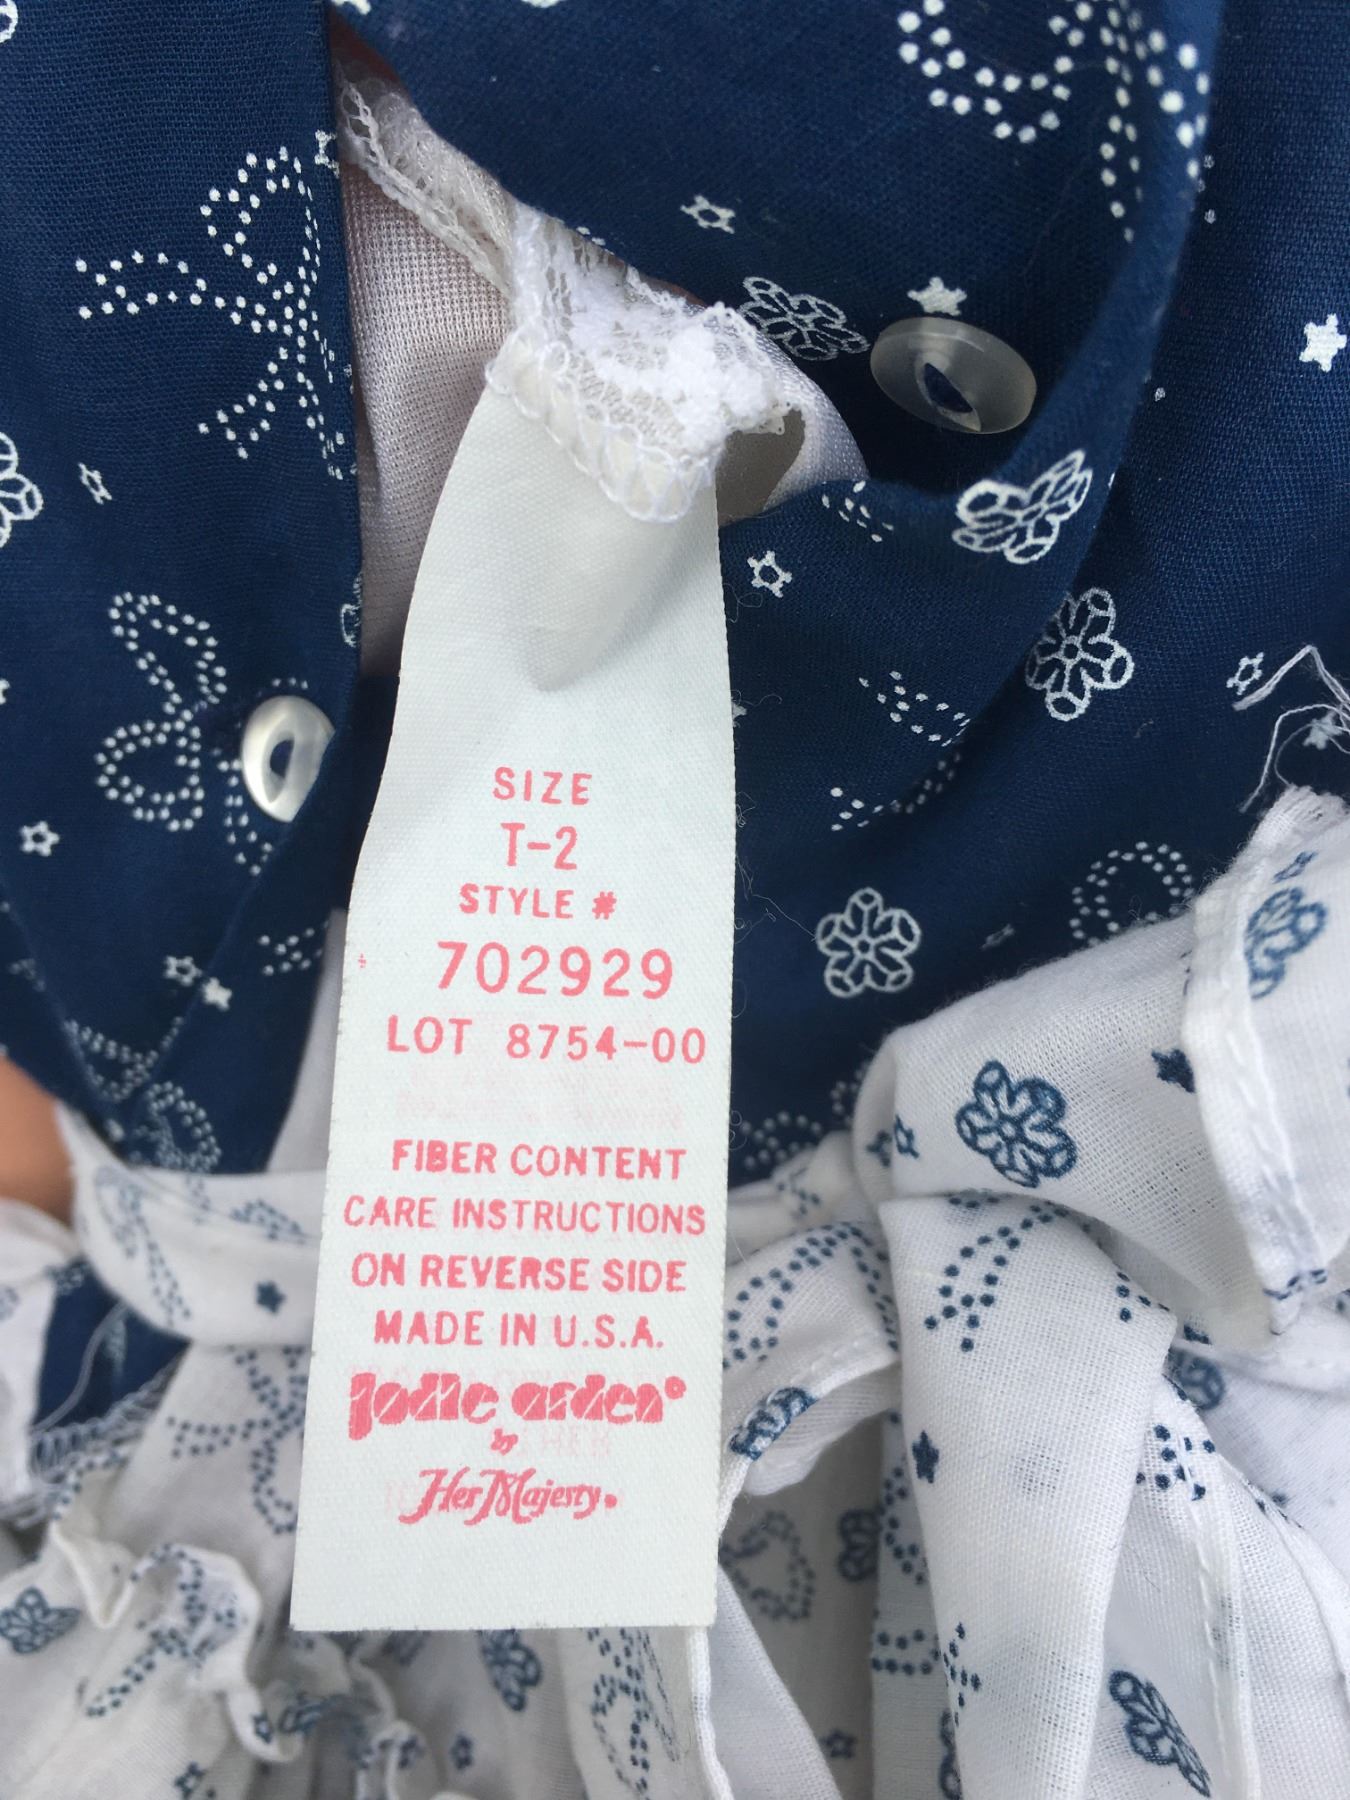 SIZE
T-2
STYLE #
702929
LOT 8754-00
FIBER CONTENT
CARE INSTRUCTIONS
ON REVERSE SIDE
MADE IN U.S.A.
Jodie arden®
by
Her Majesty.